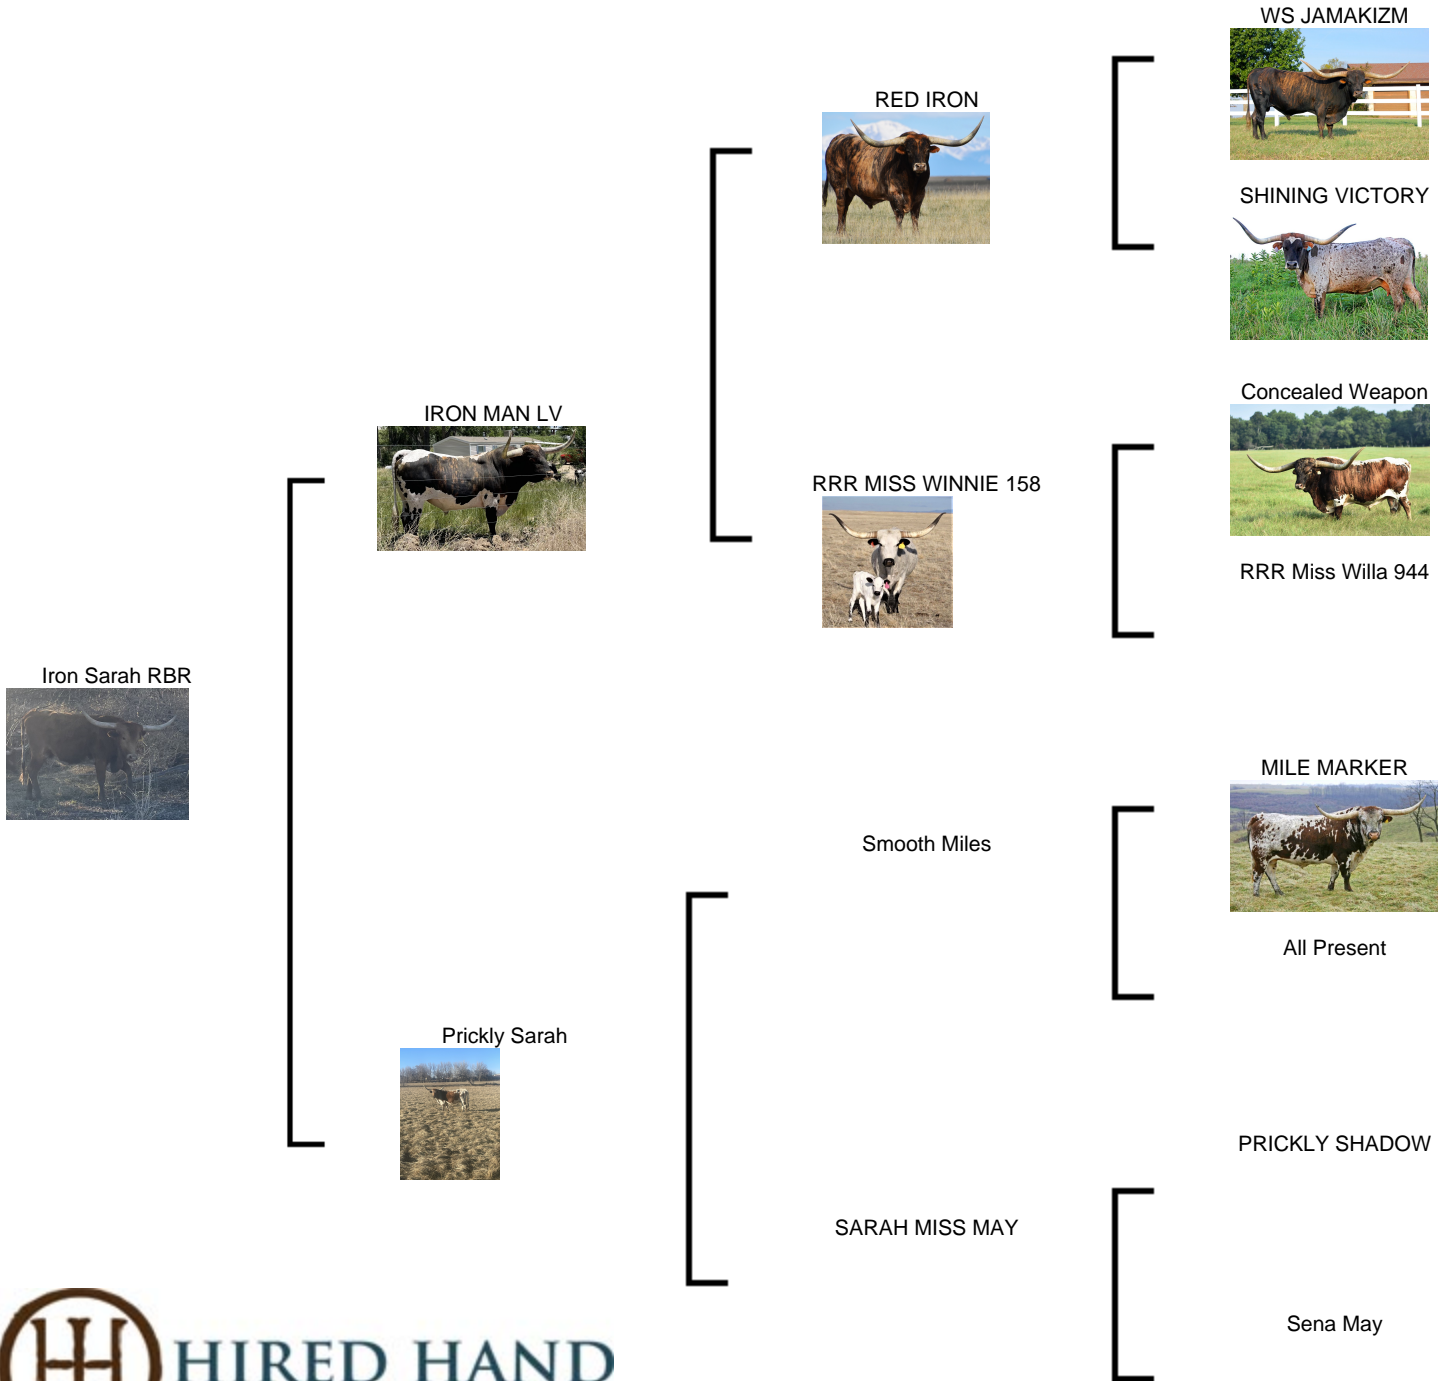 WS JAMAKIZM
RED IRON
SHINING VICTORY
Concealed Weapon
IRON MAN LV
RRR MISS WINNIE 158
RRR Miss Willa 944
Iron Sarah RBR
MILE MARKER
Smooth Miles
All Present
Prickly Sarah
PRICKLY SHADOW
SARAH MISS MAY
Sena May
HIRED HAND